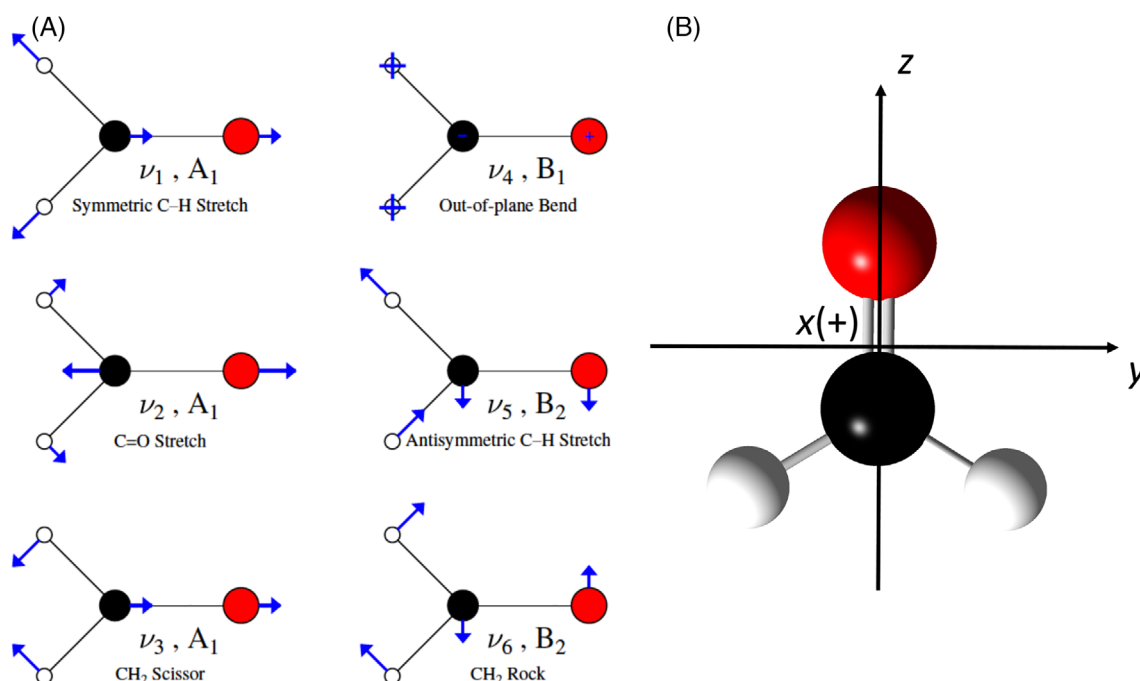 (A)
(B)
ν1 , A1
Symmetric C–H Stretch
−
+
ν4 , B1
Out-of-plane Bend
ν2 , A1
C=O Stretch
ν5 , B2
Antisymmetric C–H Stretch
ν3 , A1
CH2 Scissor
ν6 , B2
CH2 Rock
z
x(+)
y